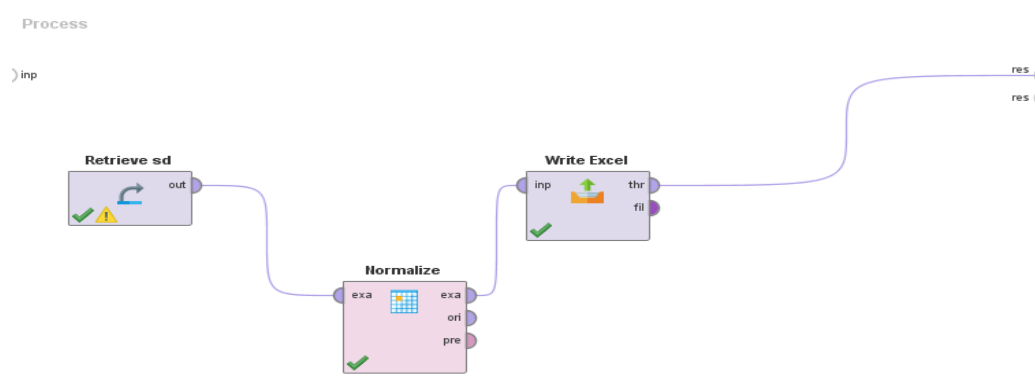 Process
inp
res
res
Retrieve sd
out
Write Excel
inp
thr
fil
Normalize
exa
exa
ori
pre